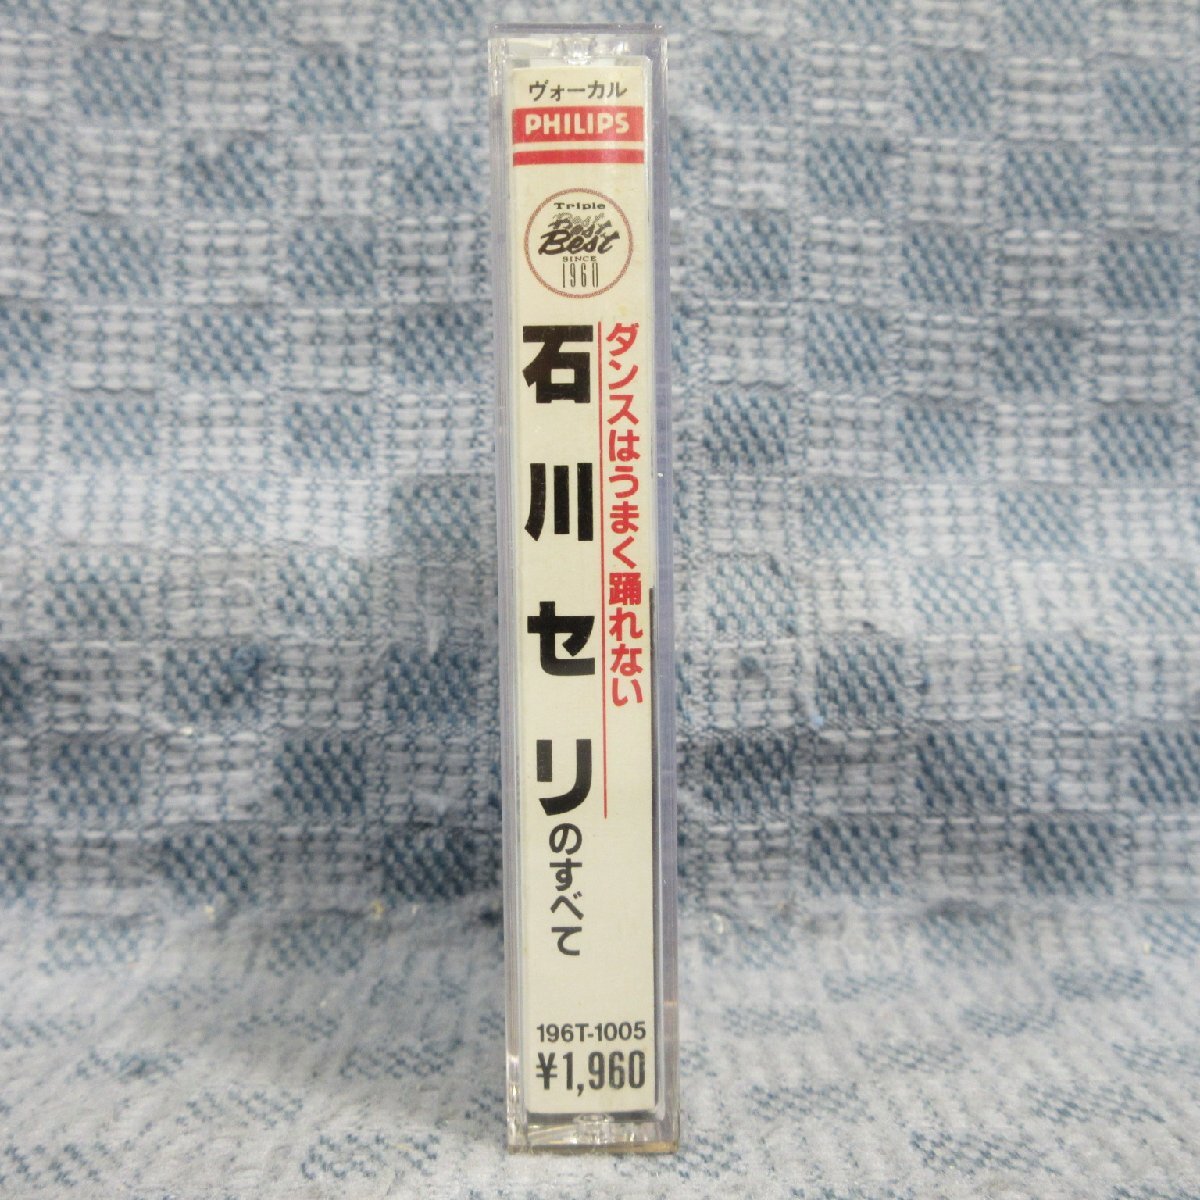 ヴォーカル
PHILIPS
Triple
Best
Best
Best
SINCE
1960
ダンスはうまく踊れない
石川セリのすべて
196T-1005
¥1,960